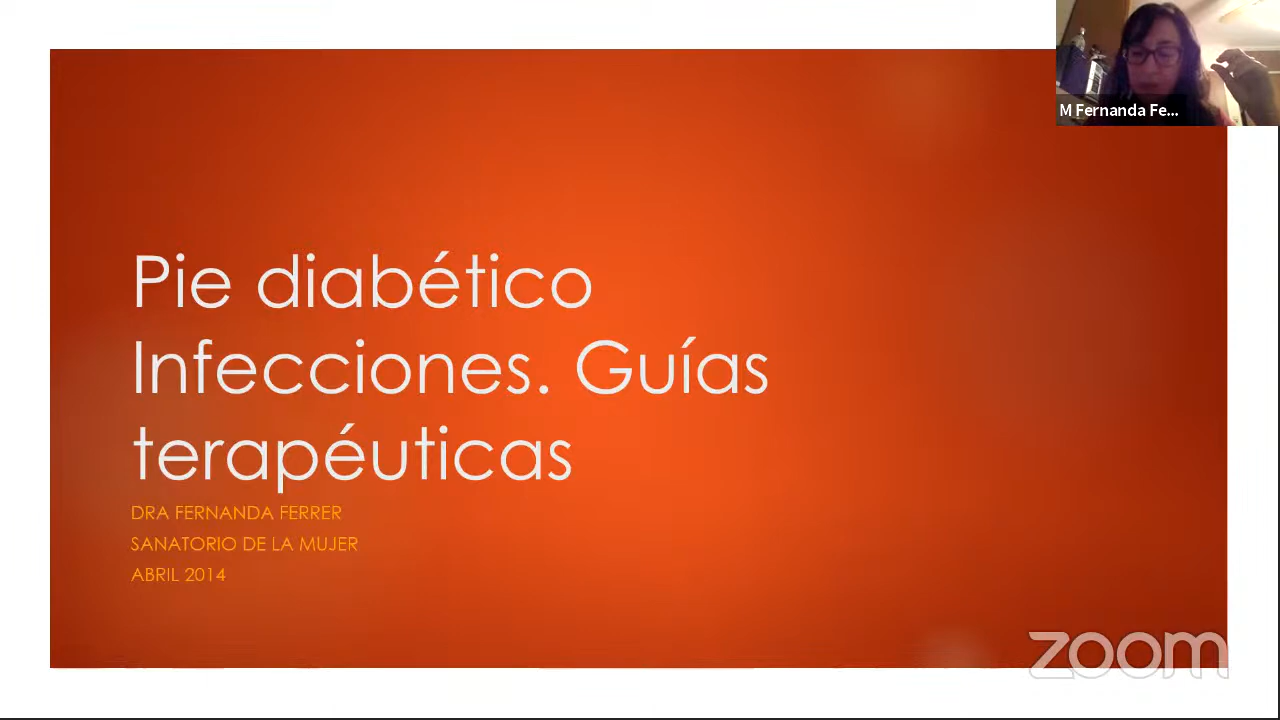 M Fernanda Fe...
Pie diabético
Infecciones. Guías
terapéuticas
DRA FERNANDA FERRER
SANATORIO DE LA MUJER
ABRIL 2014
zoom